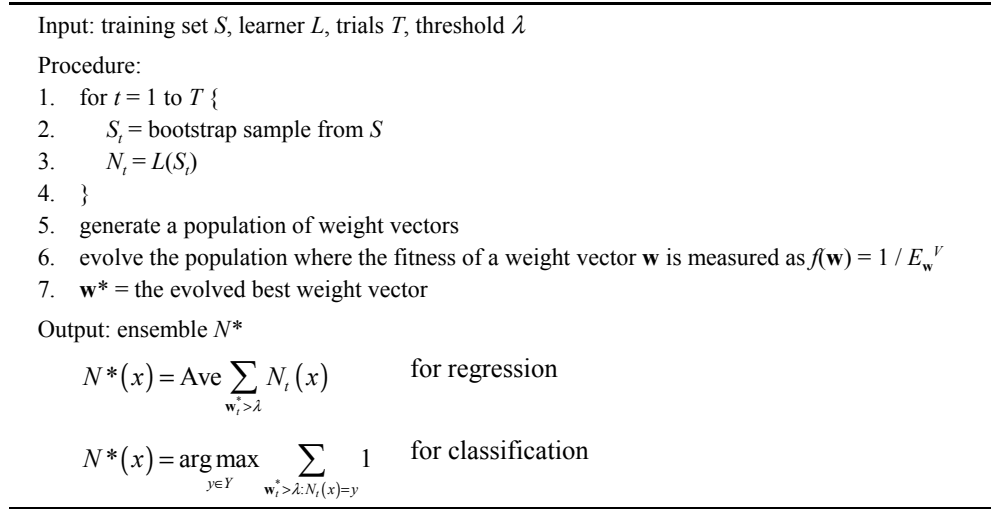 Input: training set S, learner L, trials T, threshold λ
Procedure:
1. for t = 1 to T {
2. S_t = bootstrap sample from S
3. N_t = L(S_t)
4. }
5. generate a population of weight vectors
6. evolve the population where the fitness of a weight vector w is measured as f(w) = 1 / E_w^V
7. w* = the evolved best weight vector
Output: ensemble N*
N*(x) = Ave ∑_{w_t^*>λ} N_t(x) for regression
N*(x) = arg max_{y∈Y} ∑_{w_t^*>λ:N_t(x)=y} 1 for classification